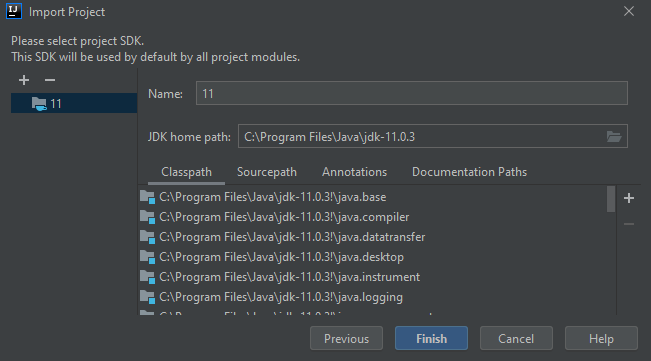 IJ Import Project
Please select project SDK.
This SDK will be used by default by all project modules.
11
Name: 11
JDK home path: C:\Program Files\Java\jdk-11.0.3
Classpath Sourcepath Annotations Documentation Paths
C:\Program Files\Java\jdk-11.0.3!\java.base
C:\Program Files\Java\jdk-11.0.3!\java.compiler
C:\Program Files\Java\jdk-11.0.3!\java.datatransfer
C:\Program Files\Java\jdk-11.0.3!\java.desktop
C:\Program Files\Java\jdk-11.0.3!\java.instrument
C:\Program Files\Java\jdk-11.0.3!\java.logging
Previous Finish Cancel Help